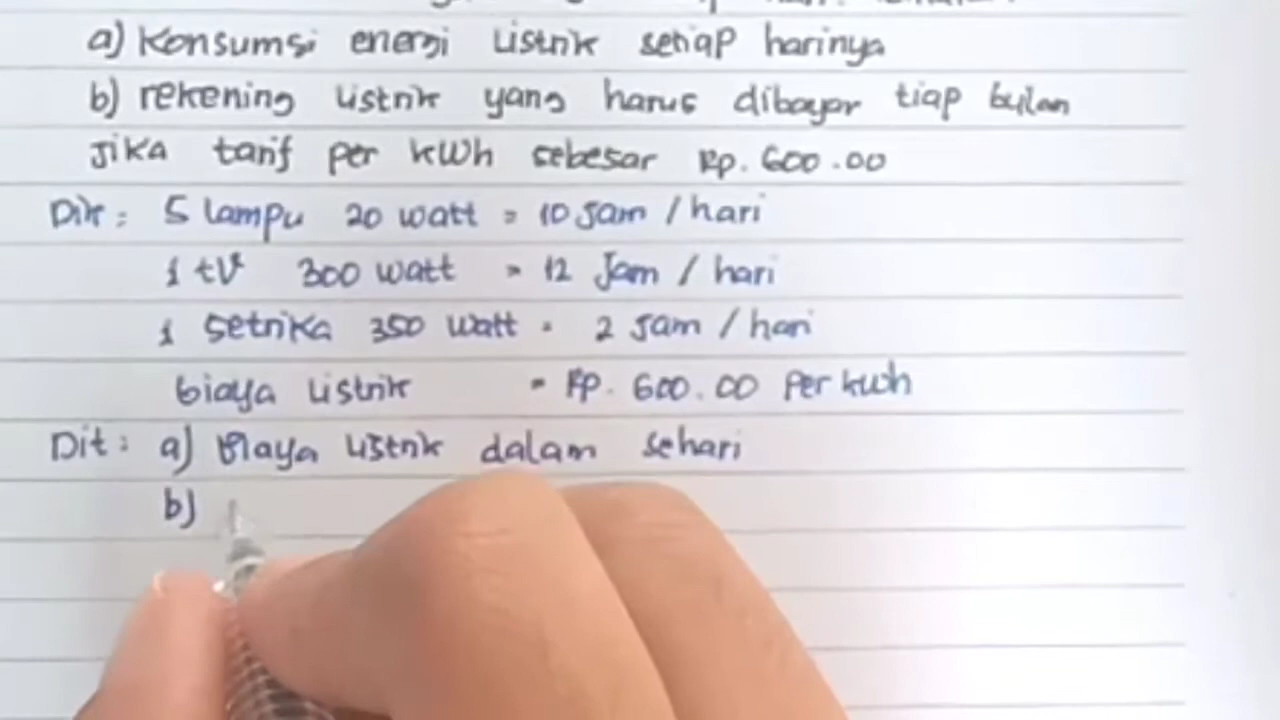 a) Konsumsi energi listrik setiap harinya
b) rekening listrik yang harus dibayar tiap bulan
Jika tarif per kWh sebesar Rp. 600.00
Dik : 5 lampu 20 watt = 10 Jam / hari
1 tV 300 watt = 12 Jam / hari
1 Setrika 350 Watt = 2 Jam / hari
biaya listrik = Rp. 600.00 Per kwh
Dit : a) Biaya listrik dalam sehari
b)